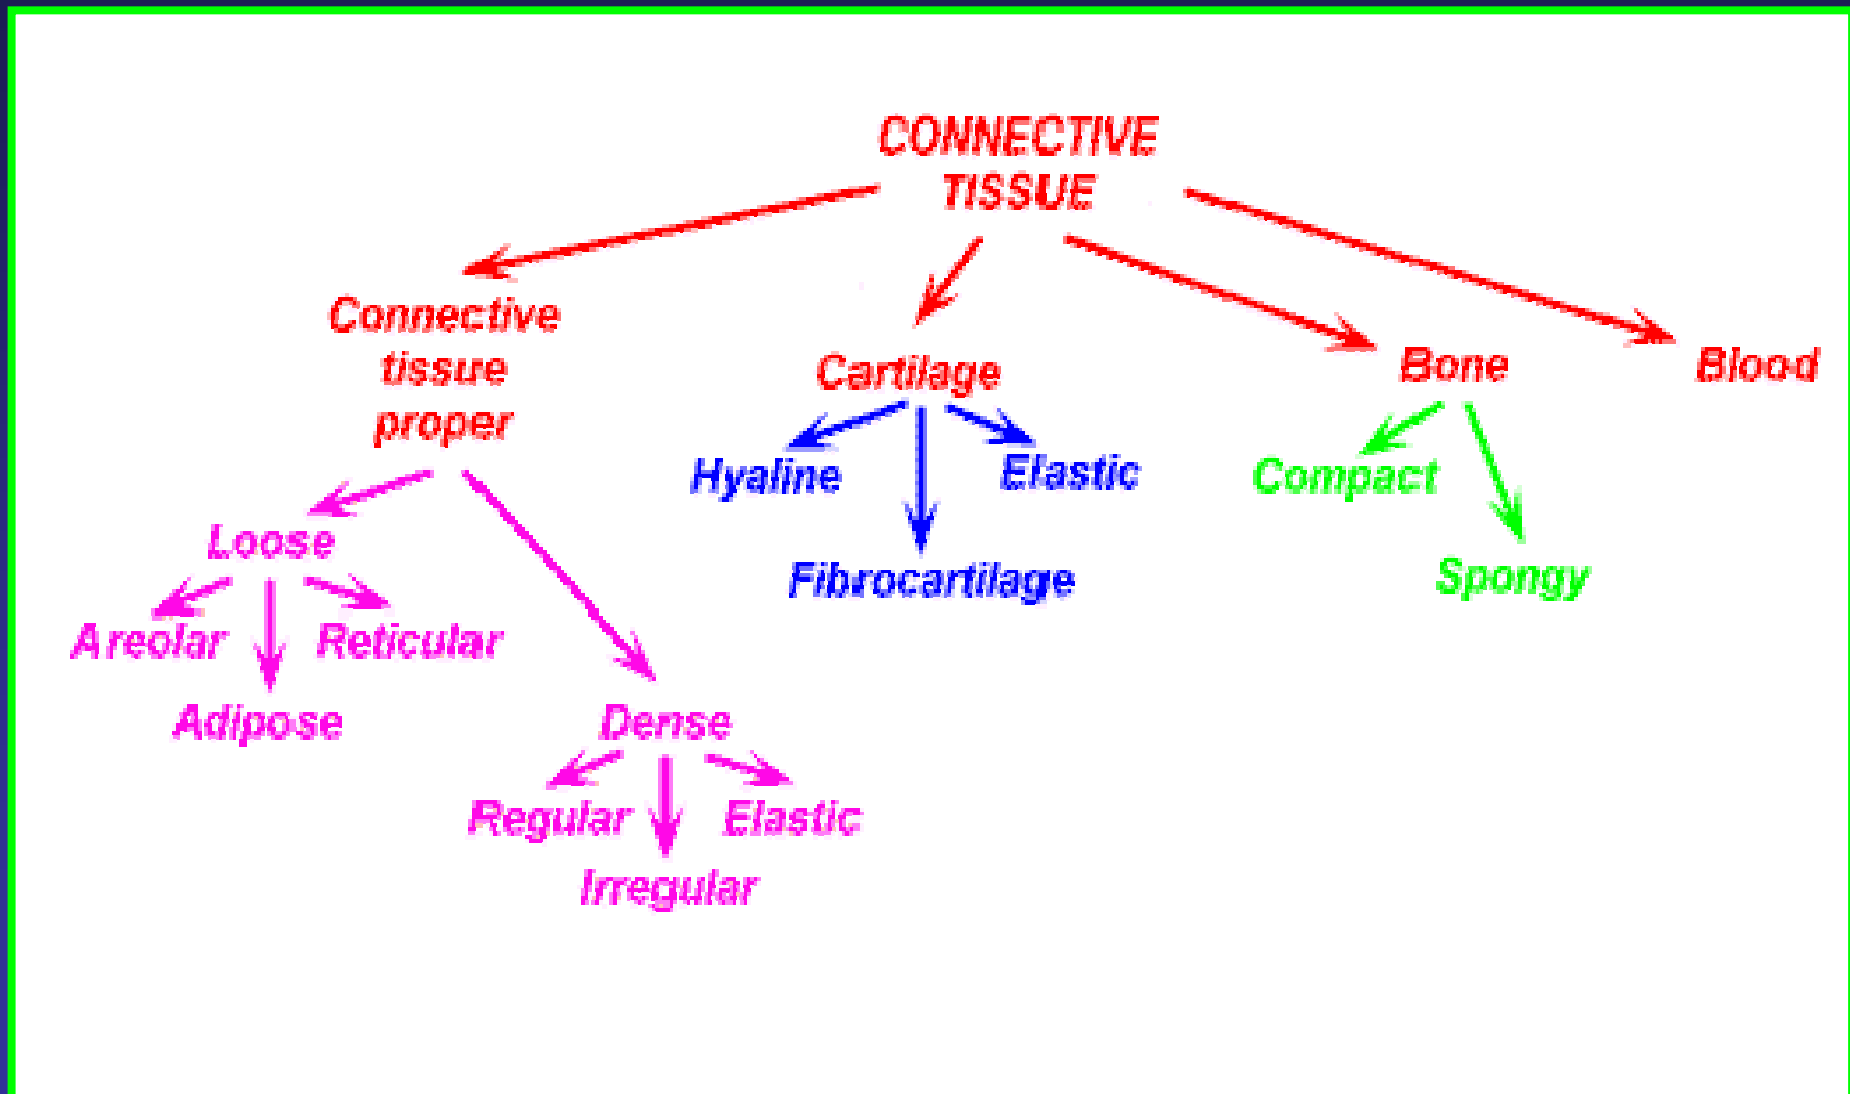 CONNECTIVE
TISSUE
Connective
tissue
proper
Cartilage
Bone
Blood
Hyaline
Elastic
Fibrocartilage
Compact
Spongy
Loose
Areolar
Reticular
Adipose
Dense
Regular
Elastic
Irregular